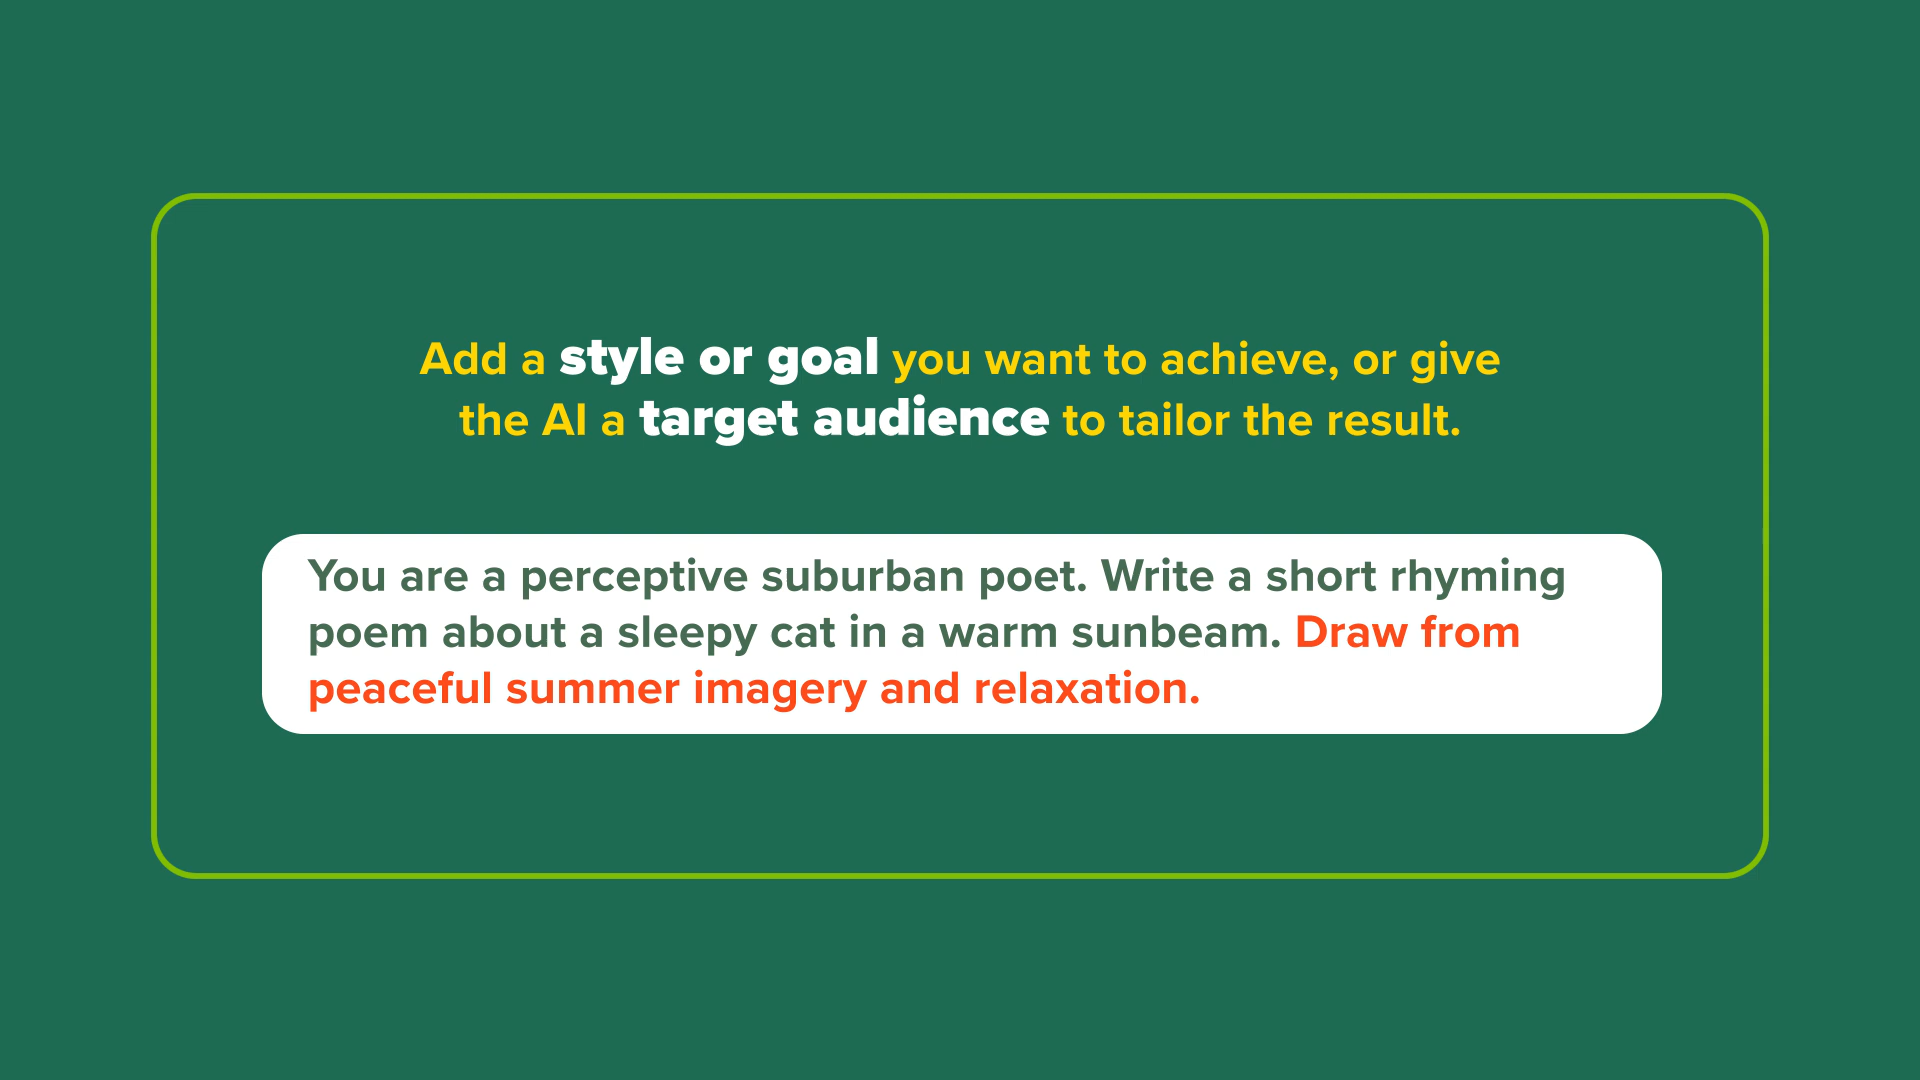 Add a style or goal you want to achieve, or give
the AI a target audience to tailor the result.
You are a perceptive suburban poet. Write a short rhyming
poem about a sleepy cat in a warm sunbeam. Draw from
peaceful summer imagery and relaxation.